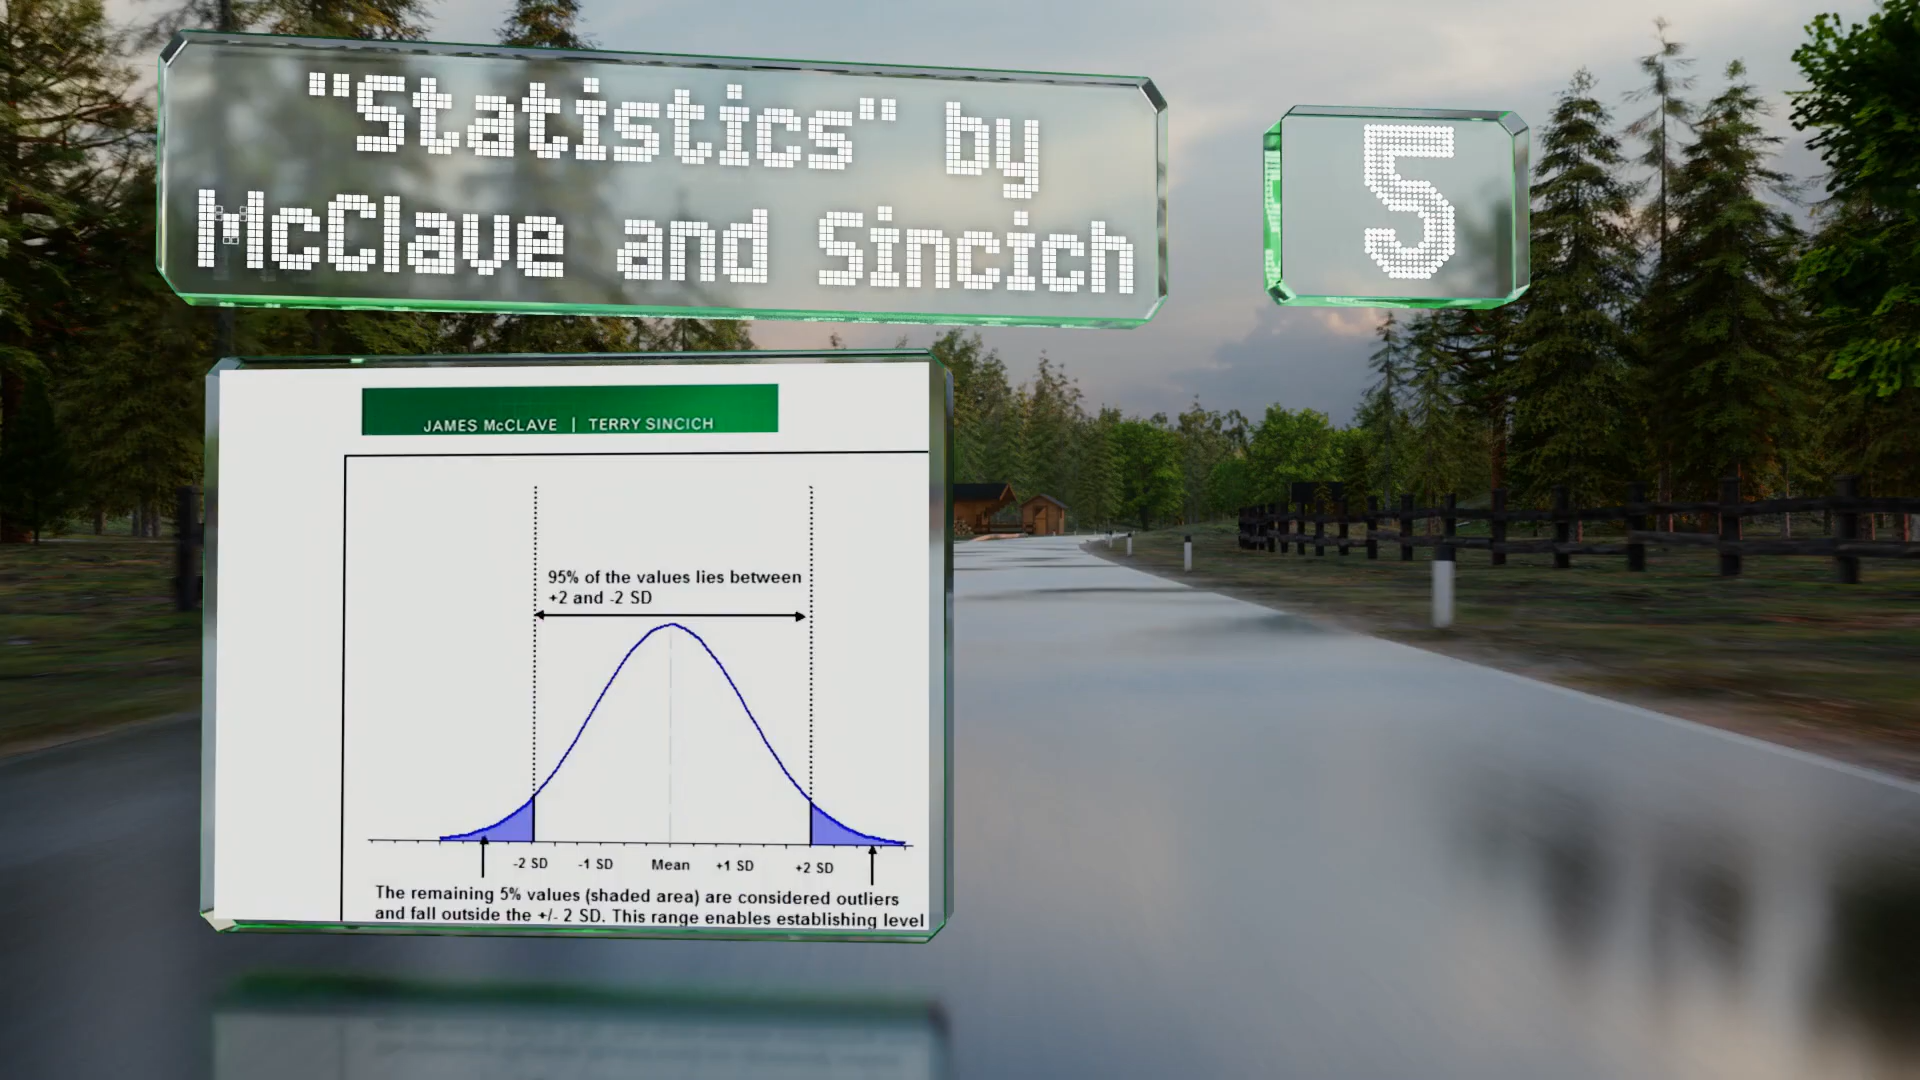 "Statistics" by
McClave and Sincich
5
JAMES McCLAVE | TERRY SINCICH
95% of the values lies between
+2 and -2 SD
-2 SD -1 SD Mean +1 SD +2 SD
The remaining 5% values (shaded area) are considered outliers
and fall outside the +/- 2 SD. This range enables establishing level